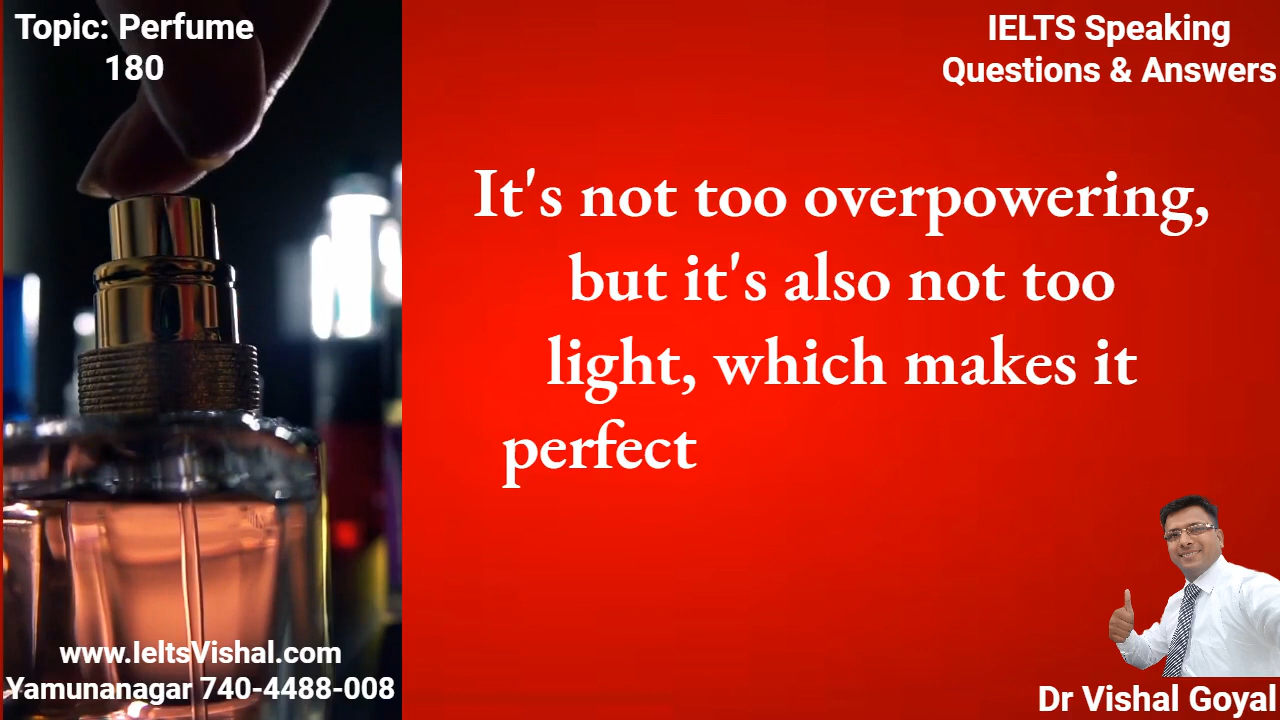 Topic: Perfume
180
IELTS Speaking
Questions & Answers
It's not too overpowering,
but it's also not too
light, which makes it
perfect
www.IeltsVishal.com
Yamunanagar 740-4488-008
Dr Vishal Goyal